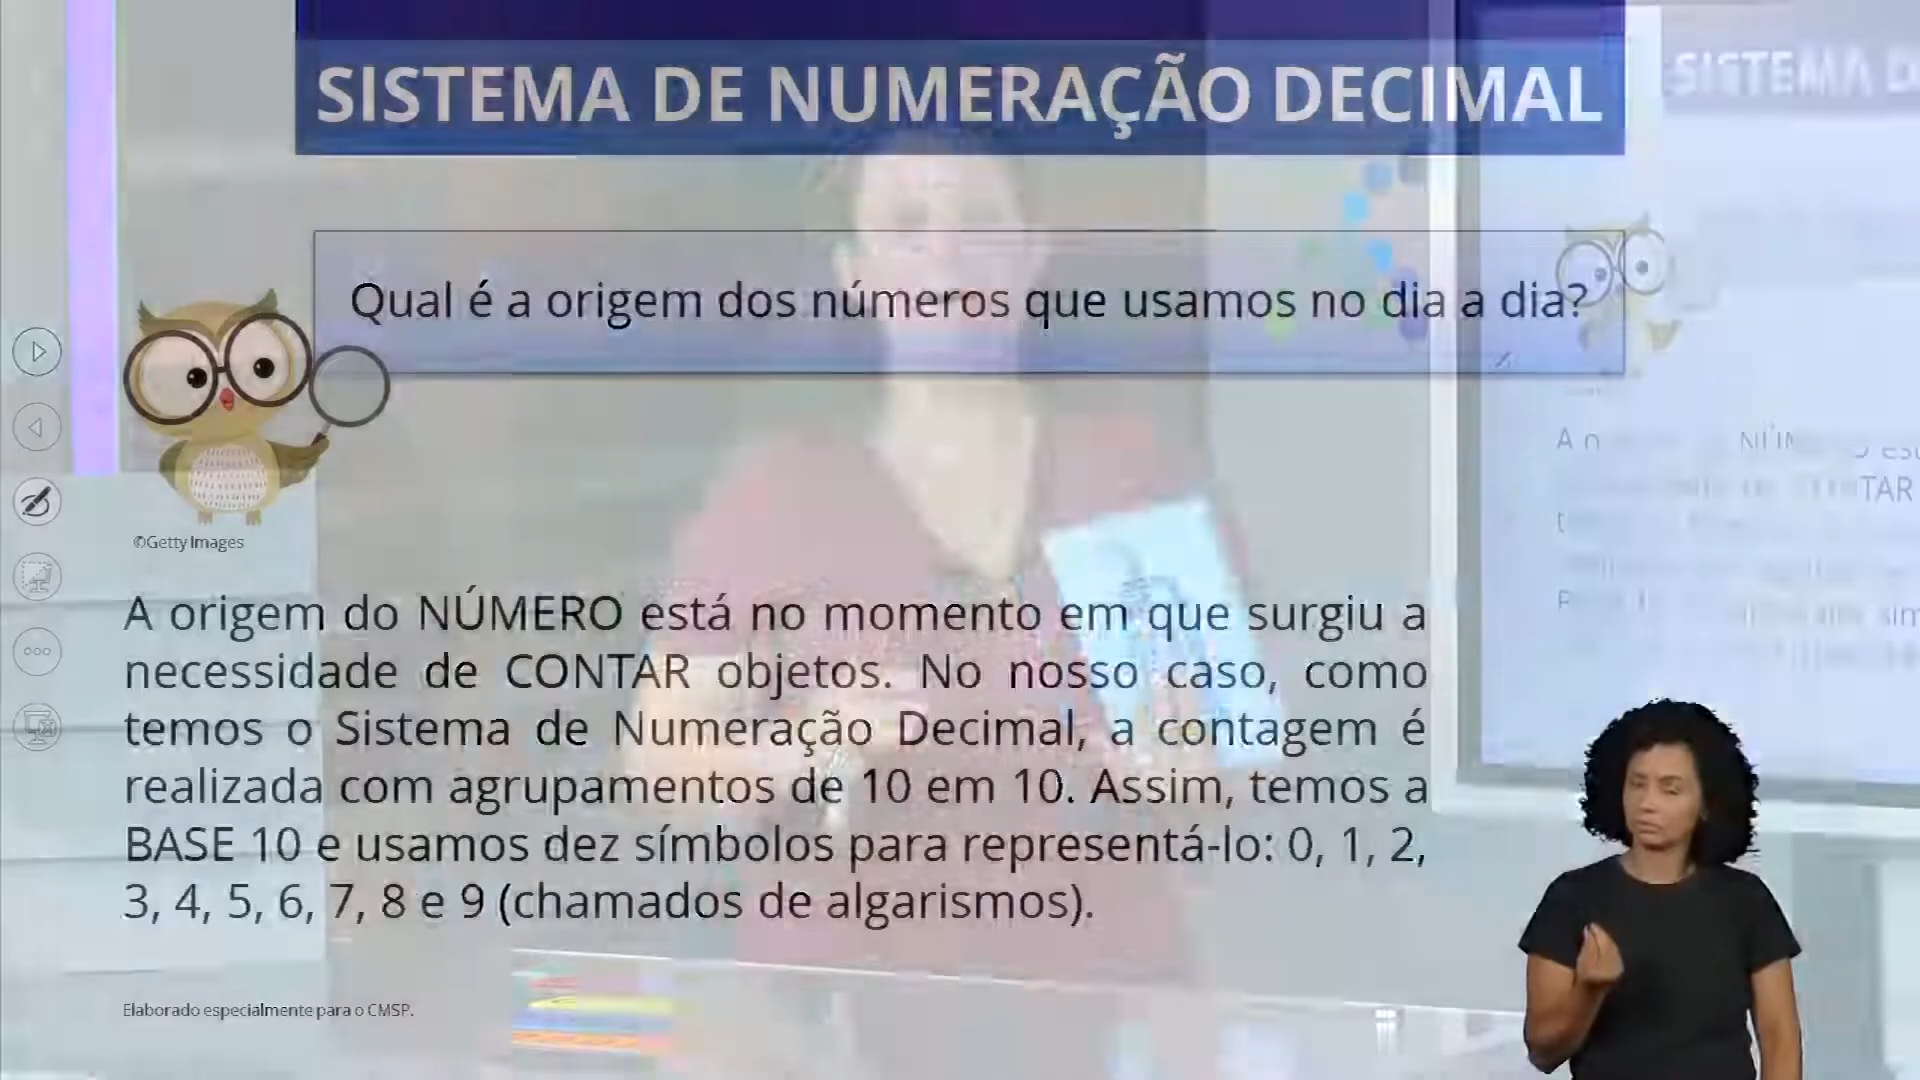 SISTEMA DE NUMERAÇÃO DECIMAL
SISTEMA D
Qual é a origem dos números que usamos no dia a dia?
©Getty Images
A origem do NÚMERO está no momento em que surgiu a
necessidade de CONTAR objetos. No nosso caso, como
temos o Sistema de Numeração Decimal, a contagem é
realizada com agrupamentos de 10 em 10. Assim, temos a
BASE 10 e usamos dez símbolos para representá-lo: 0, 1, 2,
3, 4, 5, 6, 7, 8 e 9 (chamados de algarismos).
Elaborado especialmente para o CMSP.